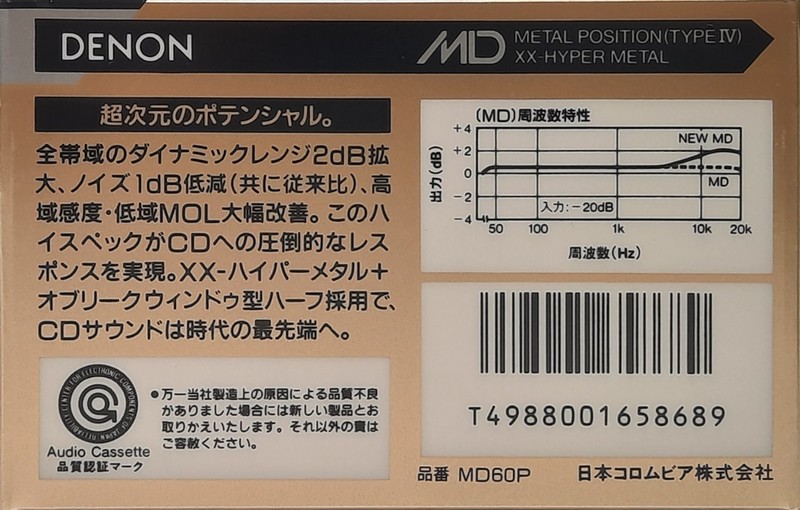 DENON
MD METAL POSITION(TYPE IV)
XX-HYPER METAL
超次元のポテンシャル。
全帯域のダイナミックレンジ2dB拡
大、ノイズ1dB低減(共に従来比)、高
域感度・低域MOL大幅改善。このハ
イスペックがCDへの圧倒的なレス
ポンスを実現。XX-ハイパーメタル+
オブリークウィンドゥ型ハーフ採用で、
CDサウンドは時代の最先端へ。
(MD)周波数特性
出力(dB)
+4
+2
0
-2
-4
NEW MD
MD
入力:-20dB
50 100 1k 10k 20k
周波数(Hz)
T4988001658689
Audio Cassette
品質認証マーク
●万一当社製造上の原因による品質不良
がありました場合には新しい製品とお
取りかえいたします。それ以外の責は
ご容赦ください。
品番 MD60P
日本コロムビア株式会社